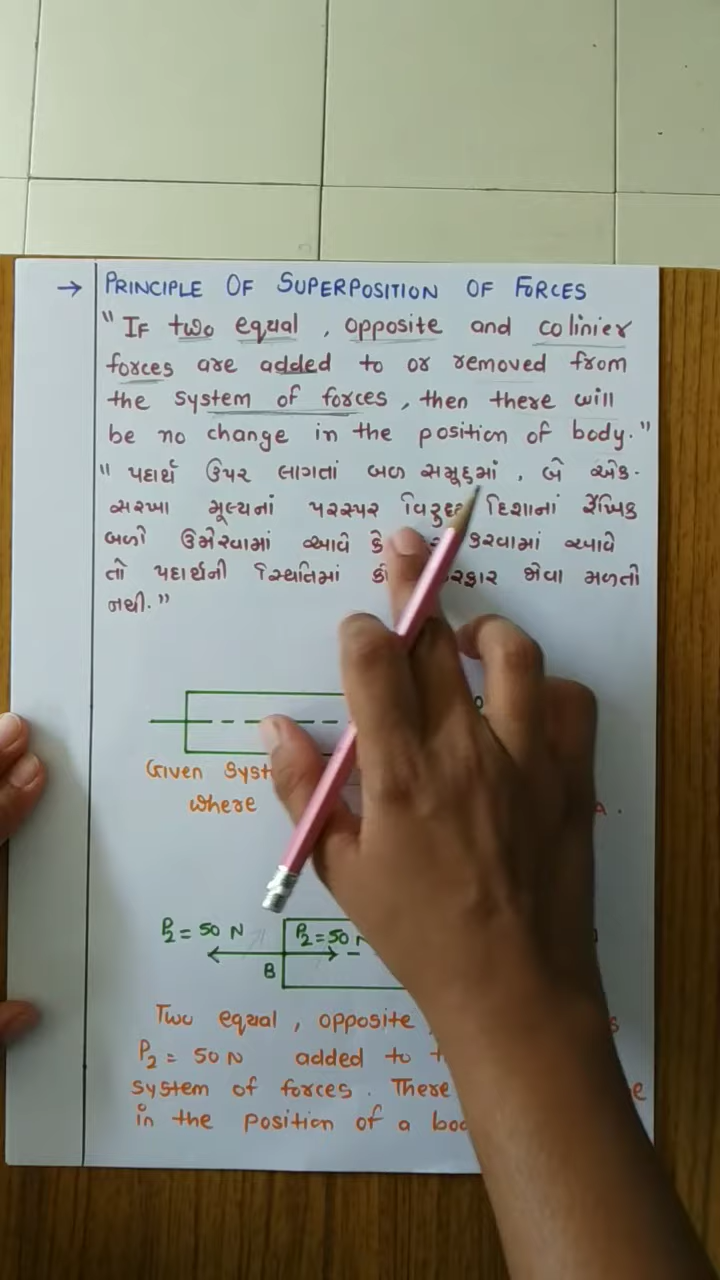 → PRINCIPLE OF SUPERPOSITION OF FORCES
" IF two equal , opposite and colinier
forces are added to or removed from
the system of forces , then there will
be no change in the position of body. "
" પદાર્થ ઉપર લાગતાં બળ સમૂહમાં , બે એક-
સરખા મૂલ્યનાં પરસ્પર વિરુદ્ધ દિશાનાં રૈખિક
બળો ઉમેરવામાં આવે કે કરવામાં આવે
તો પદાર્થની સ્થિતિમાં જોવા મળતો
નથી. "
Given
where A .
P2 = 50 N P2 = 50 N
B
Two equal , opposite
P2 = 50 N added to
system of forces . There
in the position of a